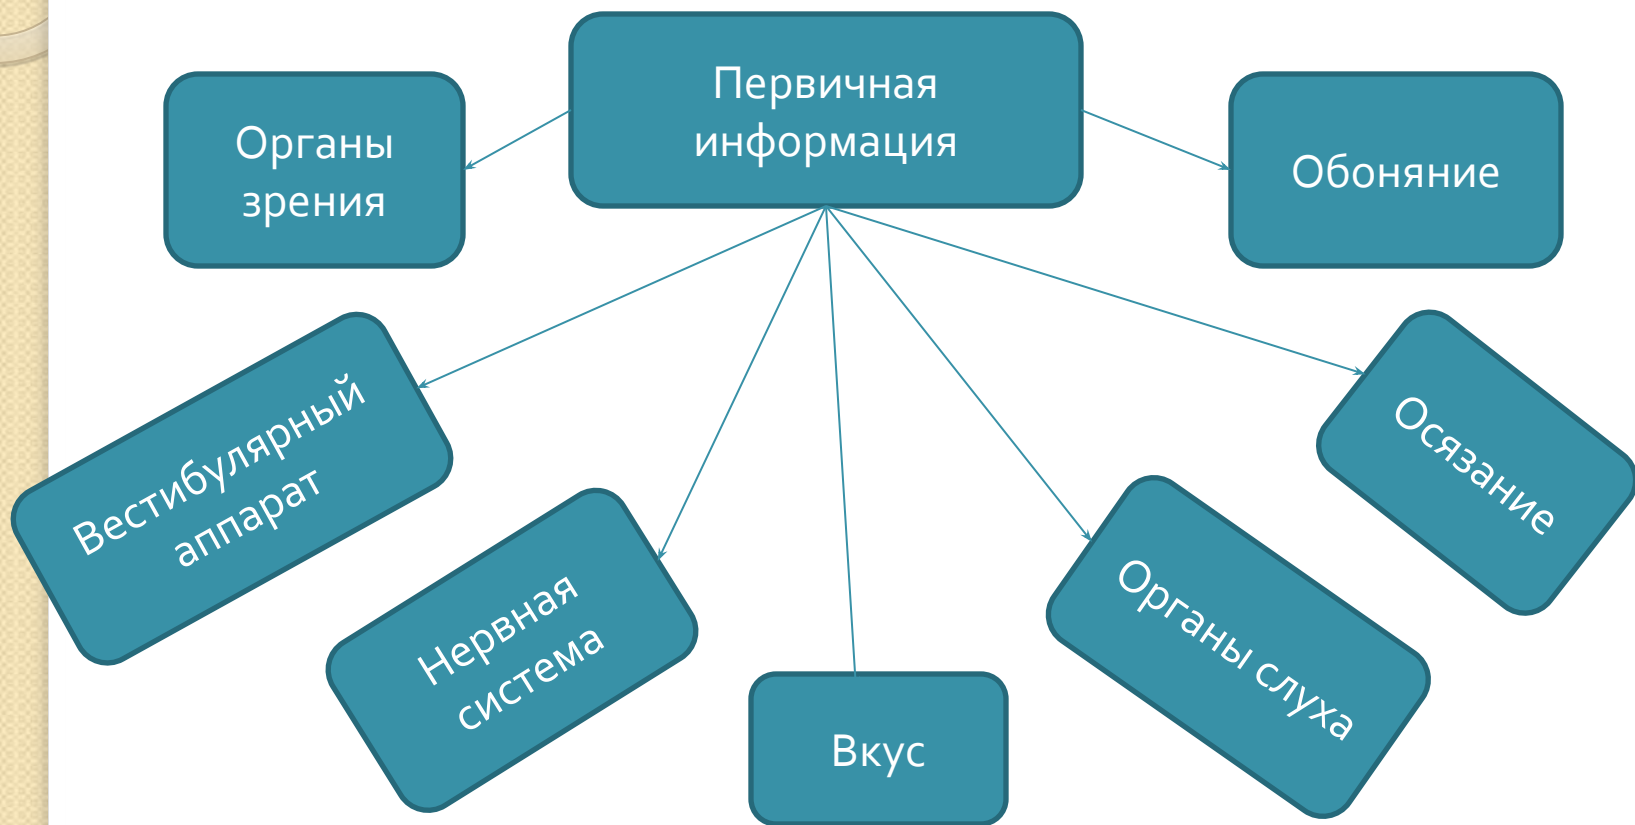 Первичная
информация
Органы
зрения
Обоняние
Вестибулярный
аппарат
Нервная
система
Вкус
Органы слуха
Осязание